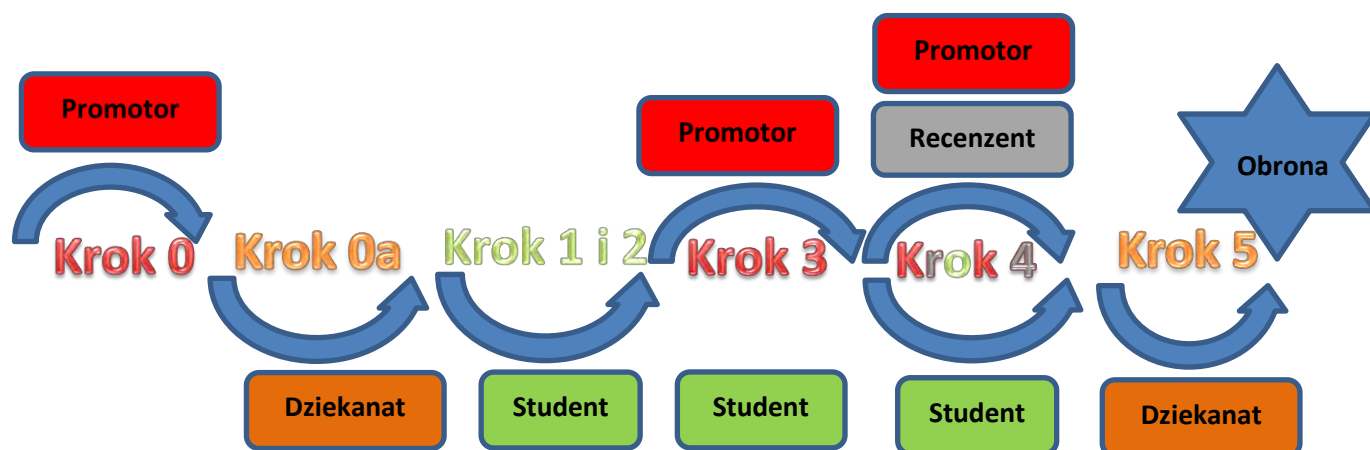 Promotor
Promotor
Promotor
Recenzent
Obrona
Krok 0
Krok 0a
Krok 1 i 2
Krok 3
Krok 4
Krok 5
Dziekanat
Student
Student
Student
Dziekanat